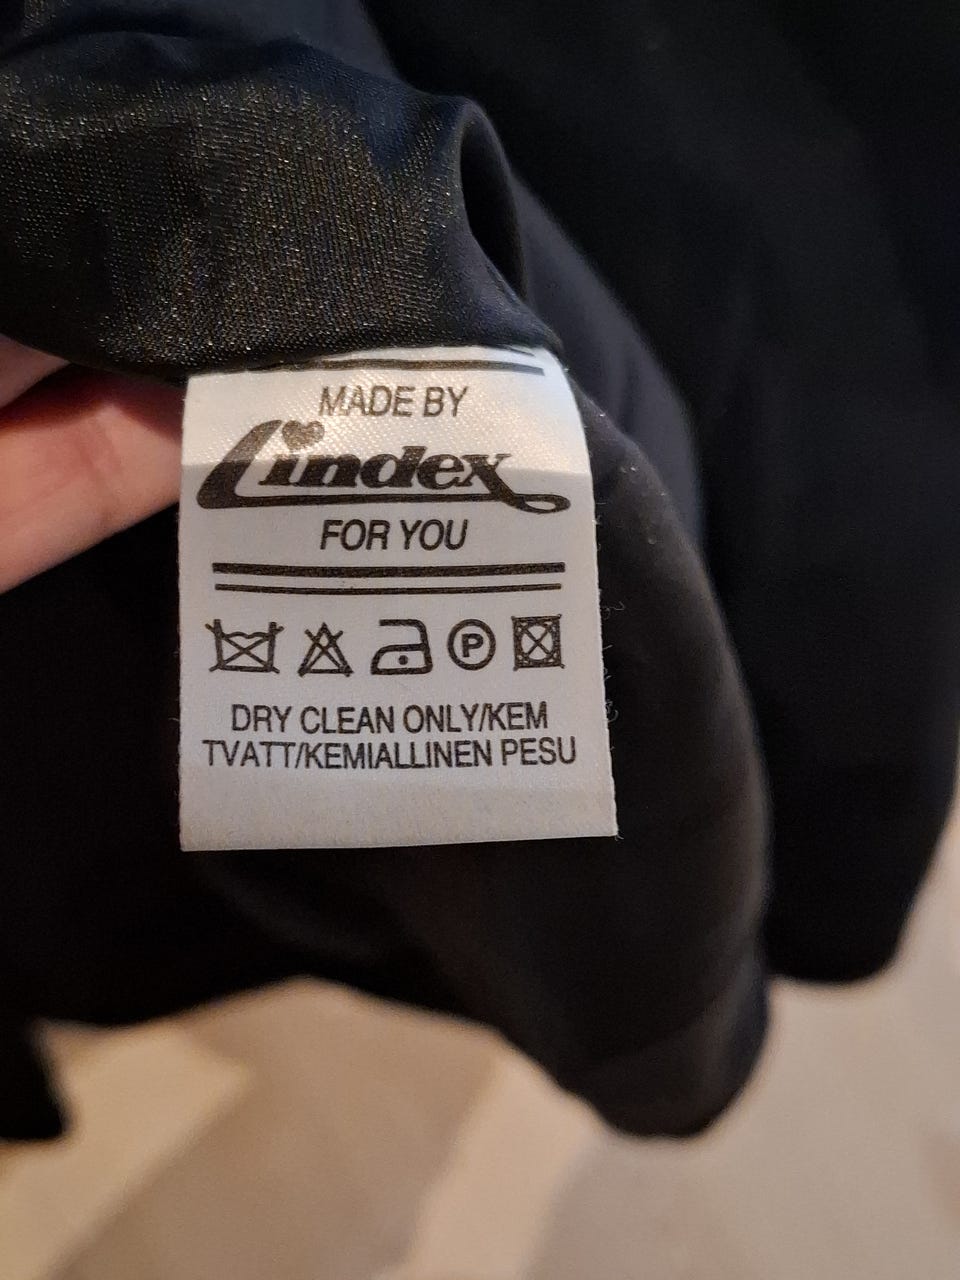 MADE BY
Lindex
FOR YOU
P
DRY CLEAN ONLY/KEM
TVATT/KEMIALLINEN PESU